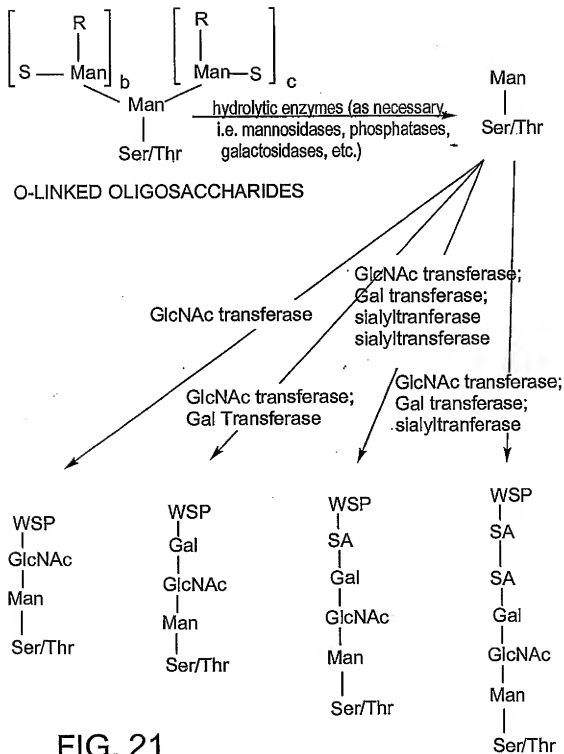 R
R
S
Man
b
Man
S
c
Man
Ser/Thr
O-LINKED OLIGOSACCHARIDES
hydrolytic enzymes (as necessary
i.e. mannosidases, phosphatases,
galactosidases, etc.)
Man
Ser/Thr
GlcNAc transferase
GlcNAc transferase;
Gal Transferase
GlcNAc transferase;
Gal transferase;
sialyltranferase
sialyltransferase
GlcNAc transferase;
Gal transferase;
sialyltranferase
WSP
GlcNAc
Man
Ser/Thr
WSP
Gal
GlcNAc
Man
Ser/Thr
WSP
SA
Gal
GlcNAc
Man
Ser/Thr
WSP
SA
SA
Gal
GlcNAc
Man
Ser/Thr
FIG. 21